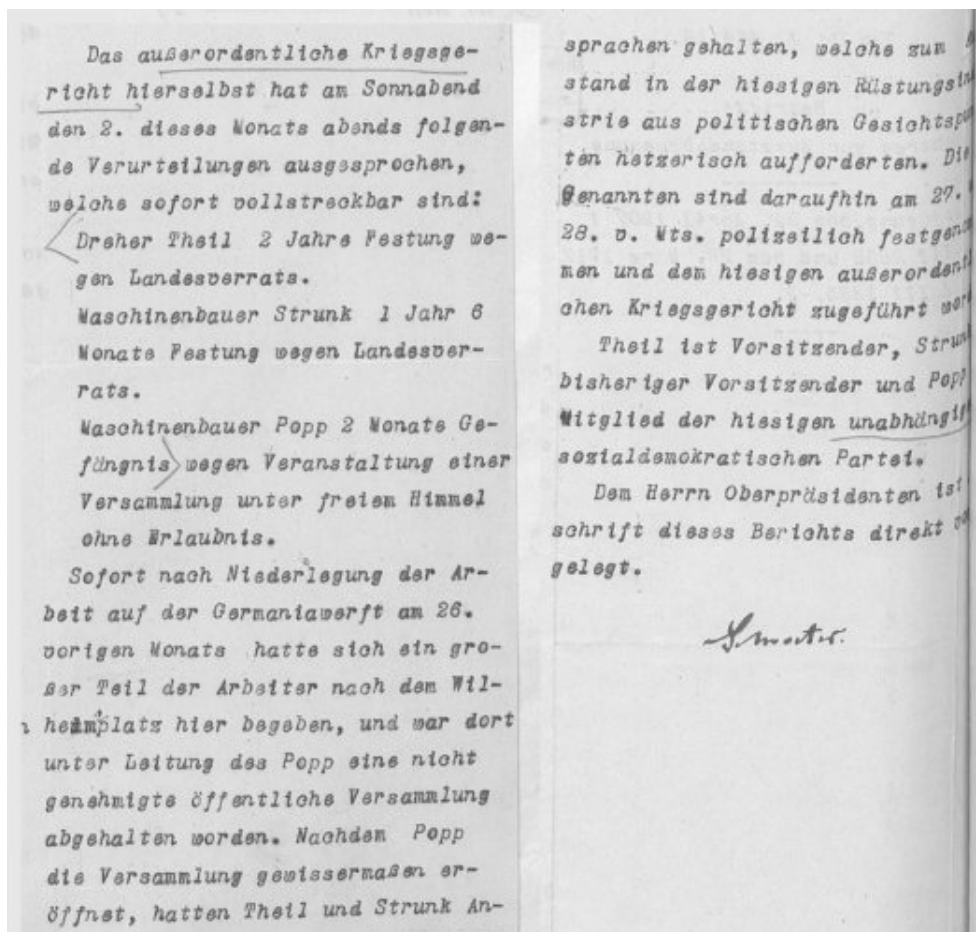 Das außerordentliche Kriegsge-
richt hierselbst hat am Sonnabend
den 2. dieses Monats abends folgen-
de Verurteilungen ausgesprochen,
welche sofort vollstreckbar sind:
Dreher Theil 2 Jahre Festung we-
gen Landesverrats.
Maschinenbauer Strunk 1 Jahr 6
Monate Festung wegen Landesver-
rats.
Maschinenbauer Popp 2 Monate Ge-
fängnis wegen Veranstaltung einer
Versammlung unter freiem Himmel
ohne Erlaubnis.
Sofort nach Niederlegung der Ar-
beit auf der Germaniawerft am 26.
vorigen Monats hatte sich ein gro-
ßer Teil der Arbeiter nach dem Wil-
helmplatz hier begeben, und war dort
unter Leitung des Popp eine nicht
genehmigte öffentliche Versammlung
abgehalten worden. Nachdem Popp
die Versammlung gewissermaßen er-
öffnet, hatten Theil und Strunk An-
sprachen gehalten, welche zum
stand in der hiesigen Rüstungsin
strie aus politischen Gesichtspun
ten hetzerisch aufforderten. Die
Genannten sind daraufhin am 27.
28. v. Mts. polizeilich festgen
men und dem hiesigen außerordentl
chen Kriegsgericht zugeführt wor
Theil ist Vorsitzender, Strunk
bisheriger Vorsitzender und Popp
Mitglied der hiesigen unabhängig
sozialdemokratischen Partei.
Dem Herrn Oberpräsidenten ist
schrift dieses Berichts direkt
gelegt.